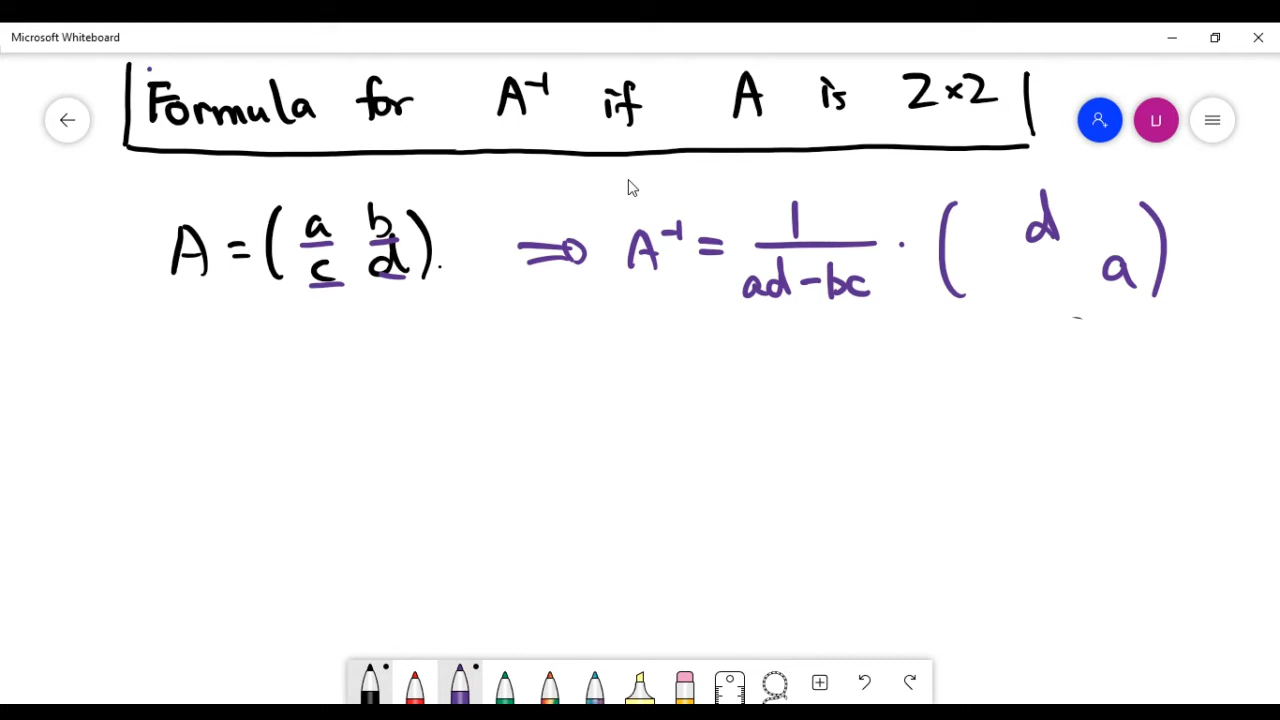 Microsoft Whiteboard
Formula for A⁻¹ if A is 2×2
U
A = ( a b
c d ). ⟹ A⁻¹ = 1/(ad-bc) · ( d
a )